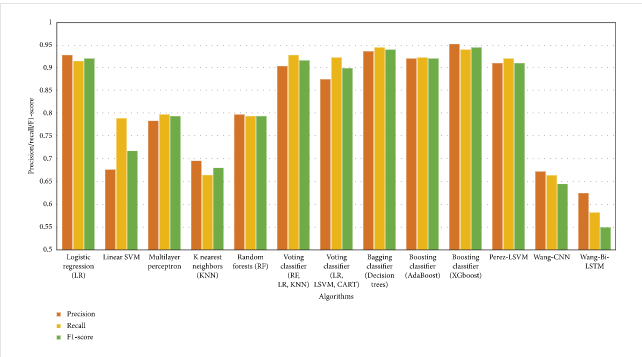 Precision/recall/F1-score
1
0.95
0.9
0.85
0.8
0.75
0.7
0.65
0.6
0.55
0.5
Logistic
regression
(LR)
Linear SVM
Multilayer
perceptron
K nearest
neighbors
(KNN)
Random
forests (RF)
Voting
classifier
(RF,
LR, KNN)
Voting
classifier
(LR,
LSVM, CART)
Bagging
classifier
(Decision
trees)
Boosting
classifier
(AdaBoost)
Boosting
classifier
(XGboost)
Perez-LSVM
Wang-CNN
Wang-Bi-
LSTM
Algorithms
Precision
Recall
F1-score